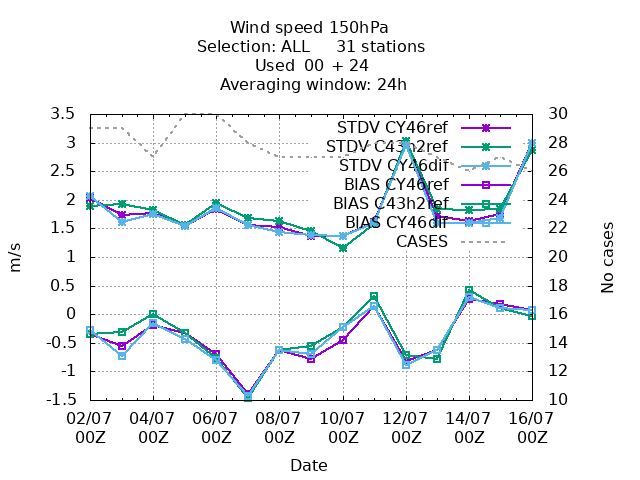 Wind speed 150hPa
Selection: ALL 31 stations
Used 00 + 24
Averaging window: 24h
3.5
3
2.5
2
1.5
1
0.5
0
-0.5
-1
-1.5
m/s
30
28
26
24
22
20
18
16
14
12
10
No cases
STDV CY46ref
STDV C43h2ref
STDV CY46dif
BIAS CY46ref
BIAS C43h2ref
BIAS CY46dif
CASES
02/07 04/07 06/07 08/07 10/07 12/07 14/07 16/07
00Z 00Z 00Z 00Z 00Z 00Z 00Z 00Z
Date